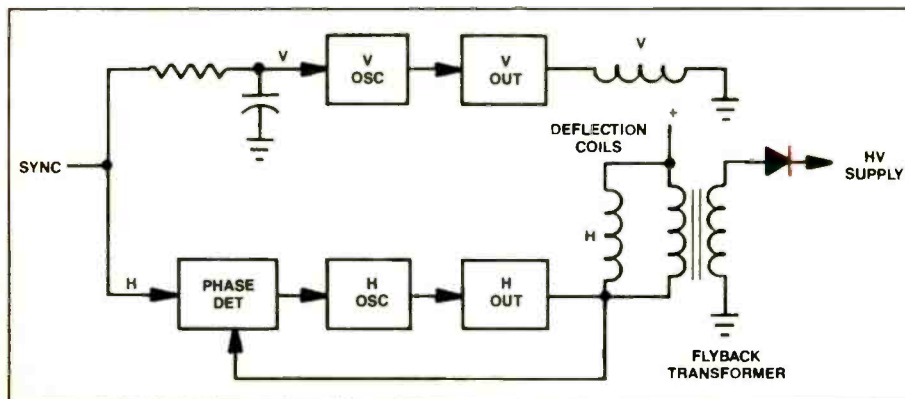 V
V
OSC
V
OUT
V
SYNC
DEFLECTION
COILS
+
HV
SUPPLY
H
H
PHASE
DET
H
OSC
H
OUT
FLYBACK
TRANSFORMER